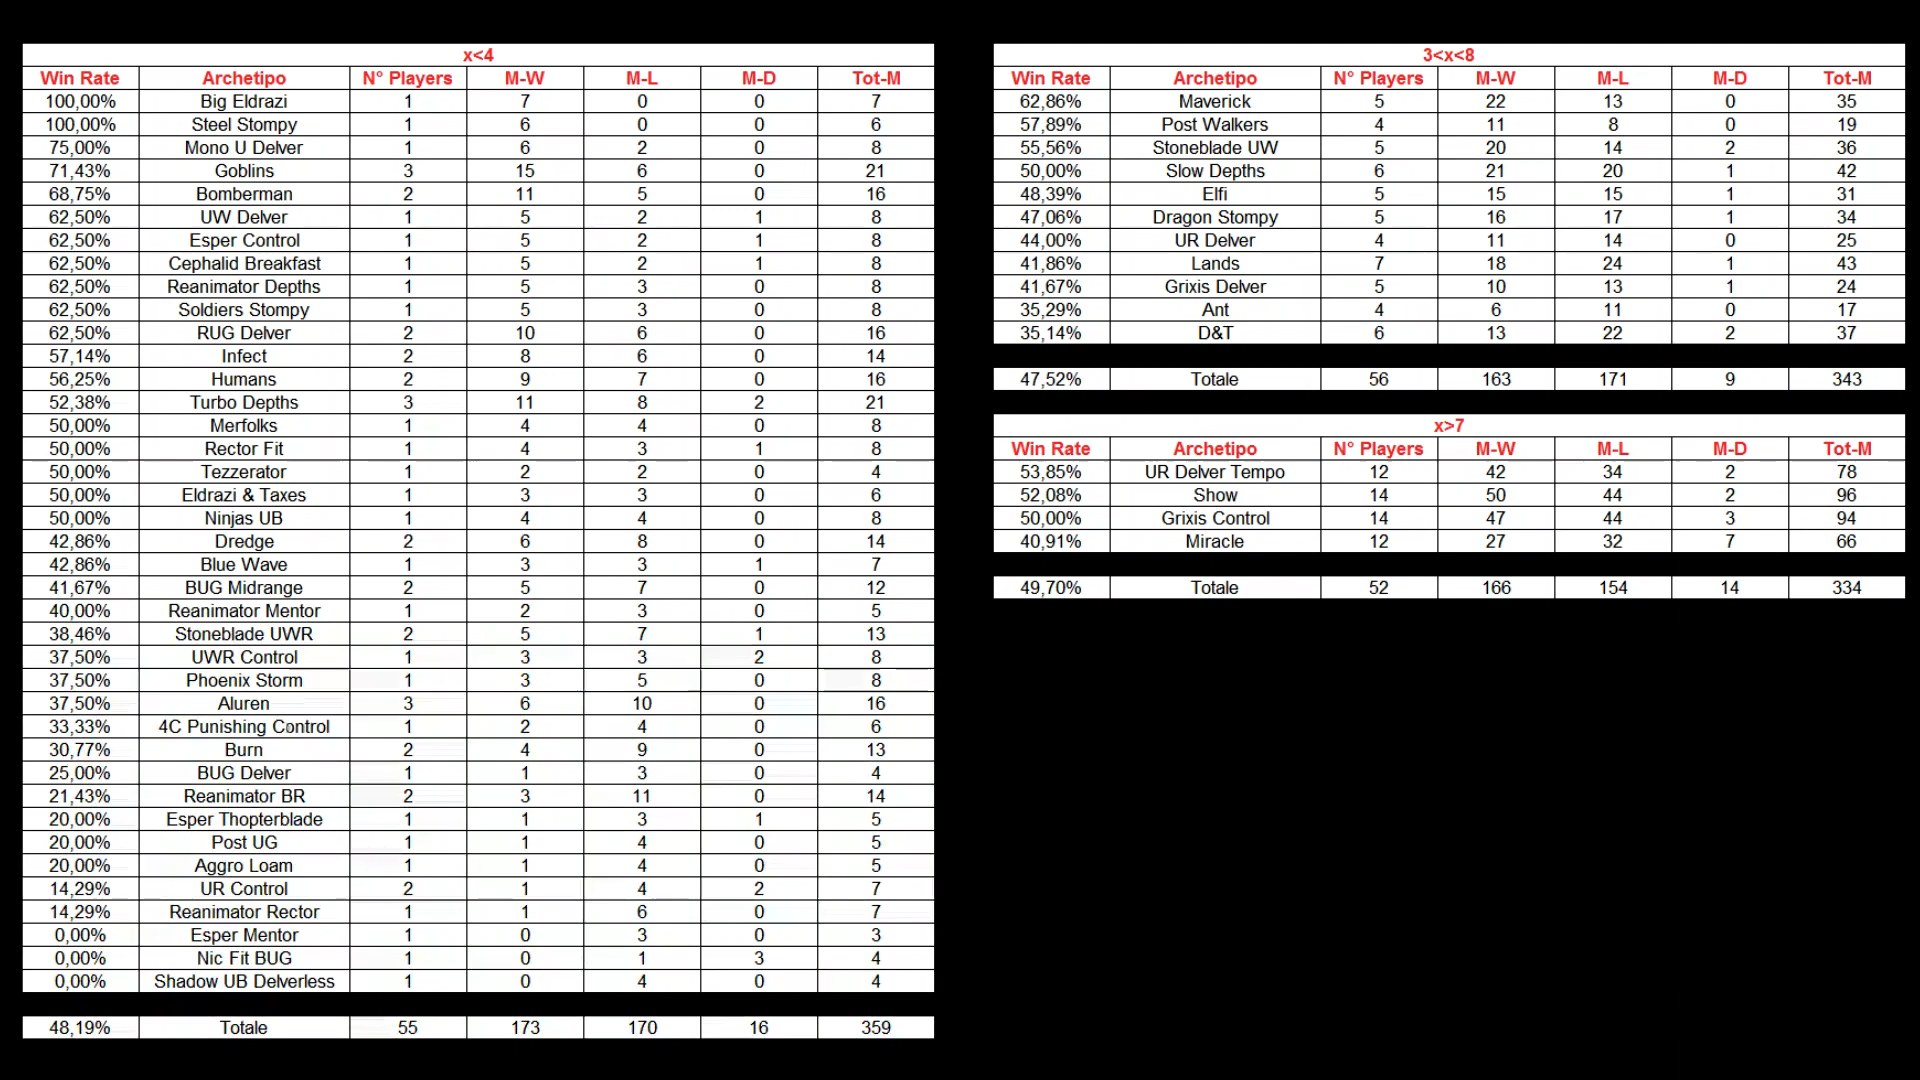 x<4
Win Rate Archetipo N° Players M-W M-L M-D Tot-M
100,00% Big Eldrazi 1 7 0 0 7
100,00% Steel Stompy 1 6 0 0 6
75,00% Mono U Delver 1 6 2 0 8
71,43% Goblins 3 15 6 0 21
68,75% Bomberman 2 11 5 0 16
62,50% UW Delver 1 5 2 1 8
62,50% Esper Control 1 5 2 1 8
62,50% Cephalid Breakfast 1 5 2 1 8
62,50% Reanimator Depths 1 5 3 0 8
62,50% Soldiers Stompy 1 5 3 0 8
62,50% RUG Delver 2 10 6 0 16
57,14% Infect 2 8 6 0 14
56,25% Humans 2 9 7 0 16
52,38% Turbo Depths 3 11 8 2 21
50,00% Merfolks 1 4 4 0 8
50,00% Rector Fit 1 4 3 1 8
50,00% Tezzerator 1 2 2 0 4
50,00% Eldrazi & Taxes 1 3 3 0 6
50,00% Ninjas UB 1 4 4 0 8
42,86% Dredge 2 6 8 0 14
42,86% Blue Wave 1 3 3 1 7
41,67% BUG Midrange 2 5 7 0 12
40,00% Reanimator Mentor 1 2 3 0 5
38,46% Stoneblade UWR 2 5 7 1 13
37,50% UWR Control 1 3 3 2 8
37,50% Phoenix Storm 1 3 5 0 8
37,50% Aluren 3 6 10 0 16
33,33% 4C Punishing Control 1 2 4 0 6
30,77% Burn 2 4 9 0 13
25,00% BUG Delver 1 1 3 0 4
21,43% Reanimator BR 2 3 11 0 14
20,00% Esper Thopterblade 1 1 3 1 5
20,00% Post UG 1 1 4 0 5
20,00% Aggro Loam 1 1 4 0 5
14,29% UR Control 2 1 4 2 7
14,29% Reanimator Rector 1 1 6 0 7
0,00% Esper Mentor 1 0 3 0 3
0,00% Nic Fit BUG 1 0 1 3 4
0,00% Shadow UB Delverless 1 0 4 0 4
48,19% Totale 55 173 170 16 359
3<x<8
Win Rate Archetipo N° Players M-W M-L M-D Tot-M
62,86% Maverick 5 22 13 0 35
57,89% Post Walkers 4 11 8 0 19
55,56% Stoneblade UW 5 20 14 2 36
50,00% Slow Depths 6 21 20 1 42
48,39% Elfi 5 15 15 1 31
47,06% Dragon Stompy 5 16 17 1 34
44,00% UR Delver 4 11 14 0 25
41,86% Lands 7 18 24 1 43
41,67% Grixis Delver 5 10 13 1 24
35,29% Ant 4 6 11 0 17
35,14% D&T 6 13 22 2 37
47,52% Totale 56 163 171 9 343
x>7
Win Rate Archetipo N° Players M-W M-L M-D Tot-M
53,85% UR Delver Tempo 12 42 34 2 78
52,08% Show 14 50 44 2 96
50,00% Grixis Control 14 47 44 3 94
40,91% Miracle 12 27 32 7 66
49,70% Totale 52 166 154 14 334